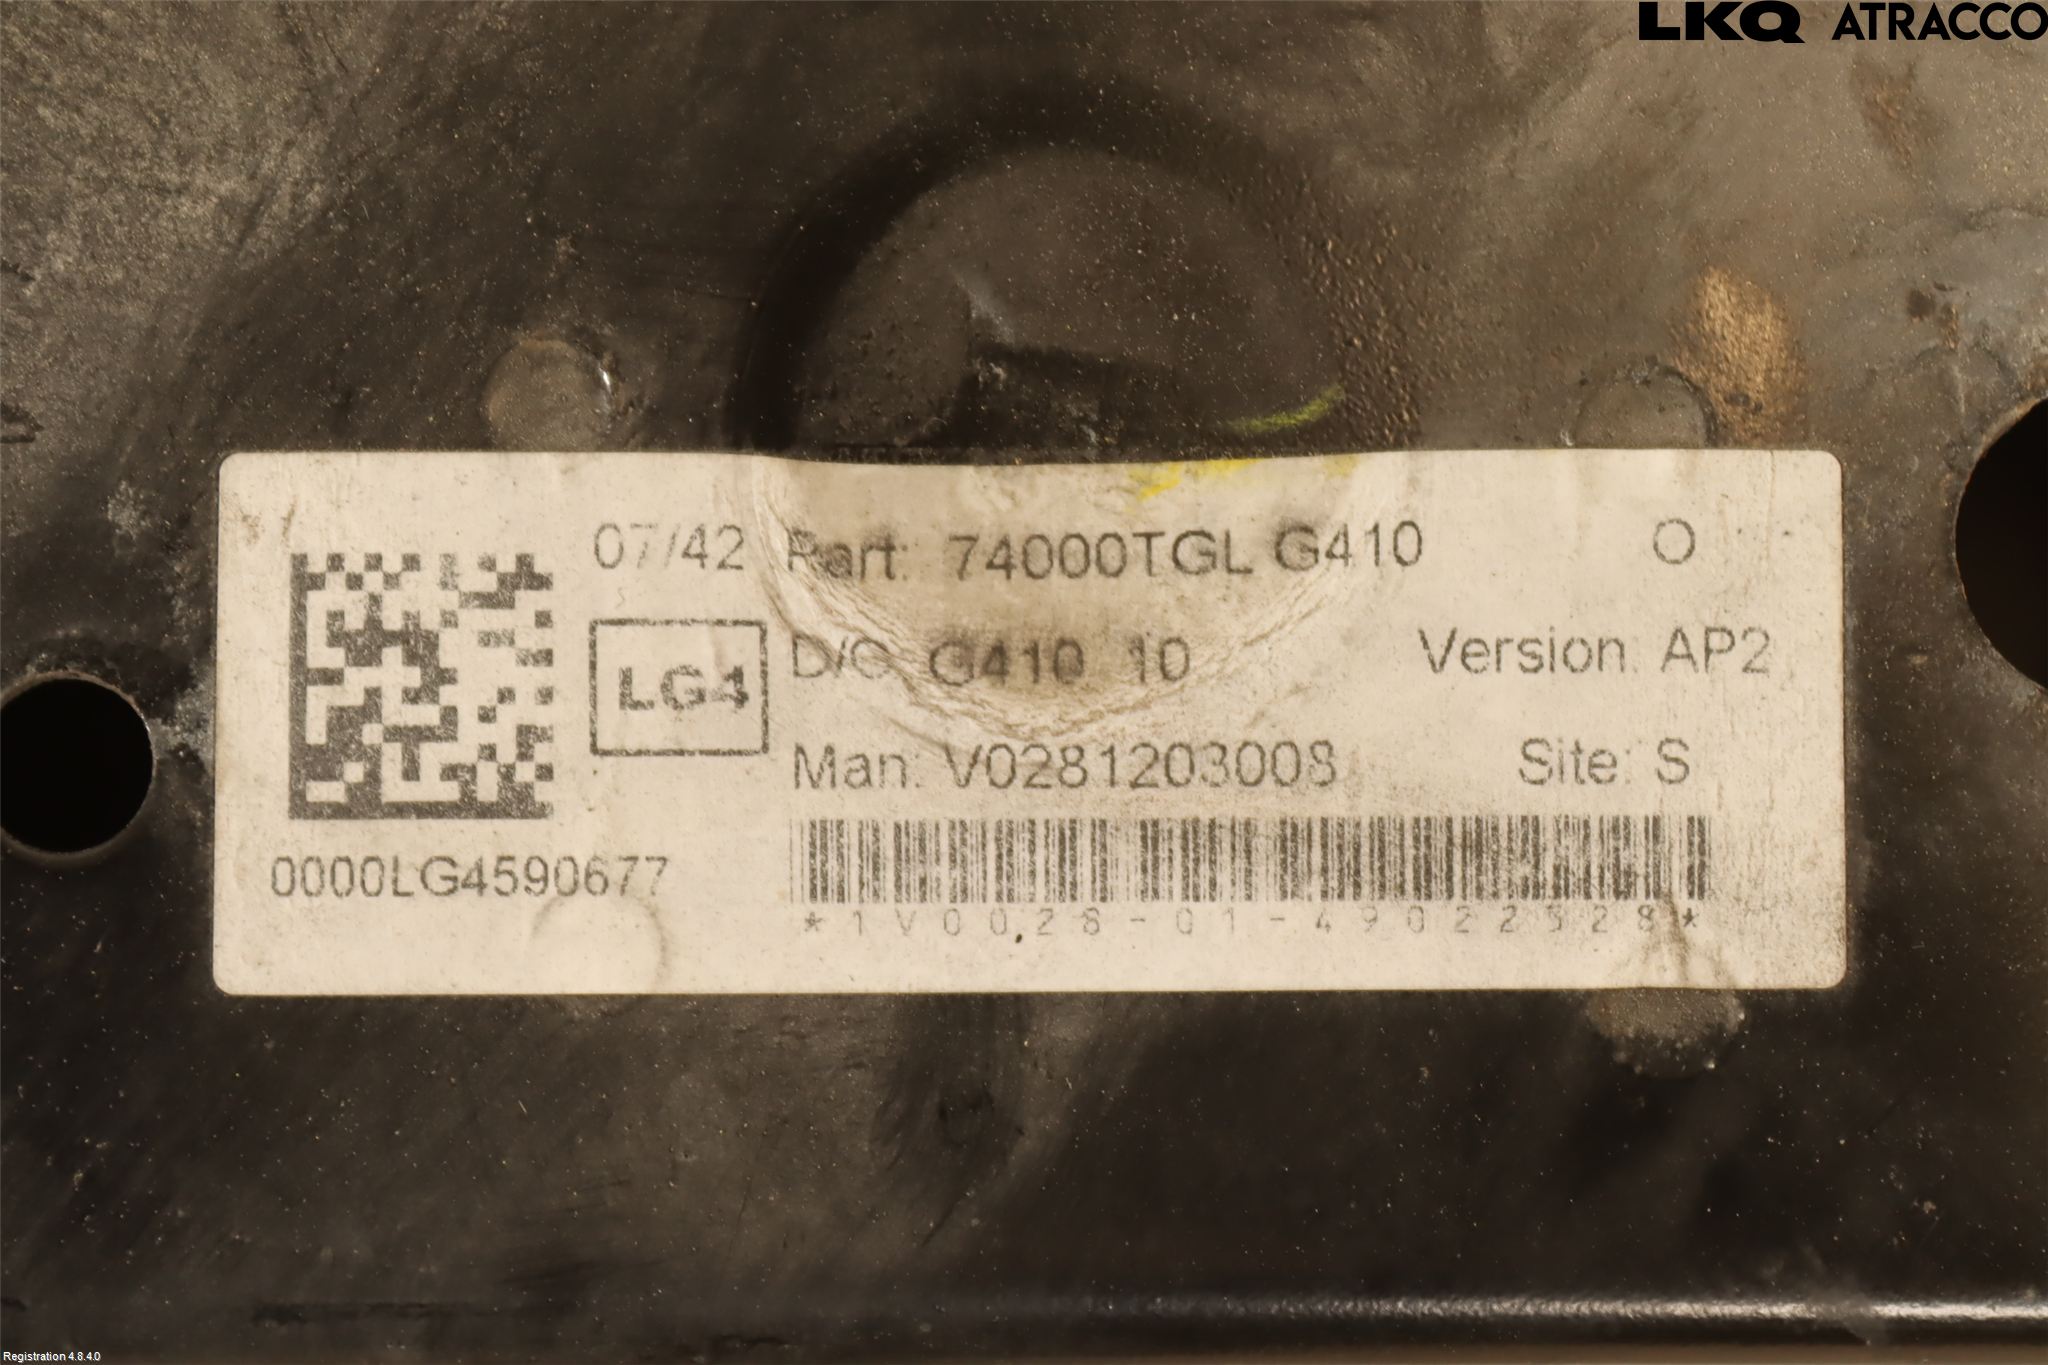 LKQ ATRACCO
07/42 Part: 74000TGL G410 O
LG4
D/C G410 10 Version: AP2
Man: V0281203008 Site: S
0000LG4590677
*1V0028-01-49022528*
Registration 4.8.4.0